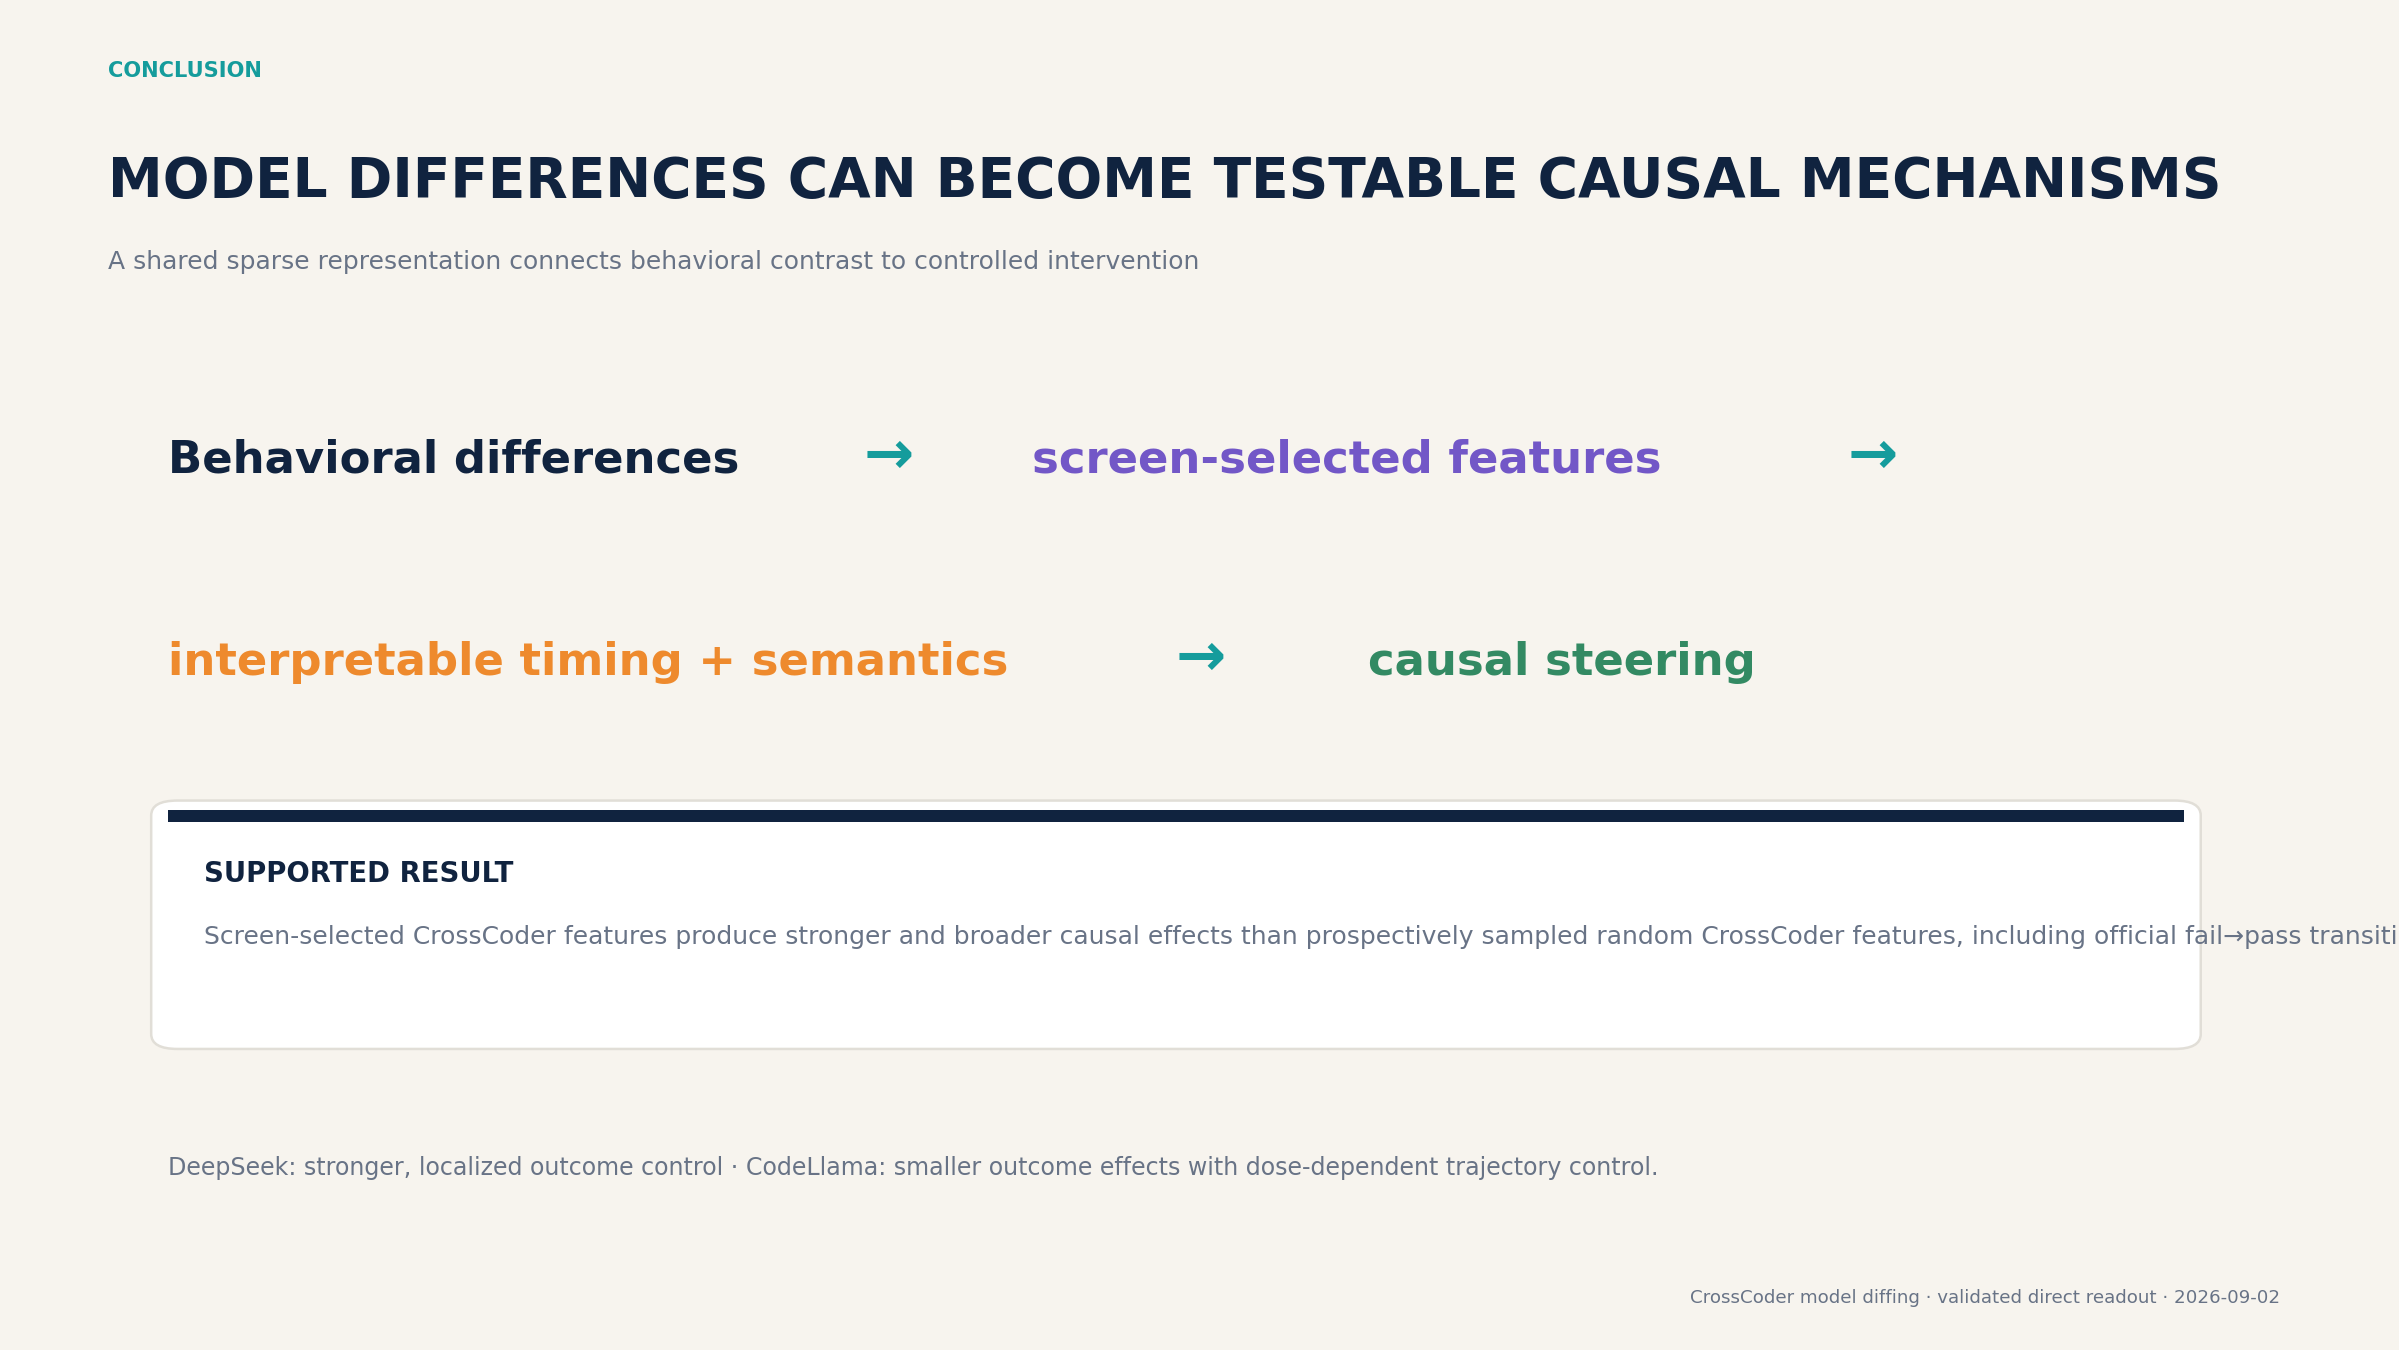 CONCLUSION
MODEL DIFFERENCES CAN BECOME TESTABLE CAUSAL MECHANISMS
A shared sparse representation connects behavioral contrast to controlled intervention
Behavioral differences → screen-selected features →
interpretable timing + semantics → causal steering
SUPPORTED RESULT
Screen-selected CrossCoder features produce stronger and broader causal effects than prospectively sampled random CrossCoder features, including official fail→pass
DeepSeek: stronger, localized outcome control · CodeLlama: smaller outcome effects with dose-dependent trajectory control.
CrossCoder model diffing · validated direct readout · 2026-09-02